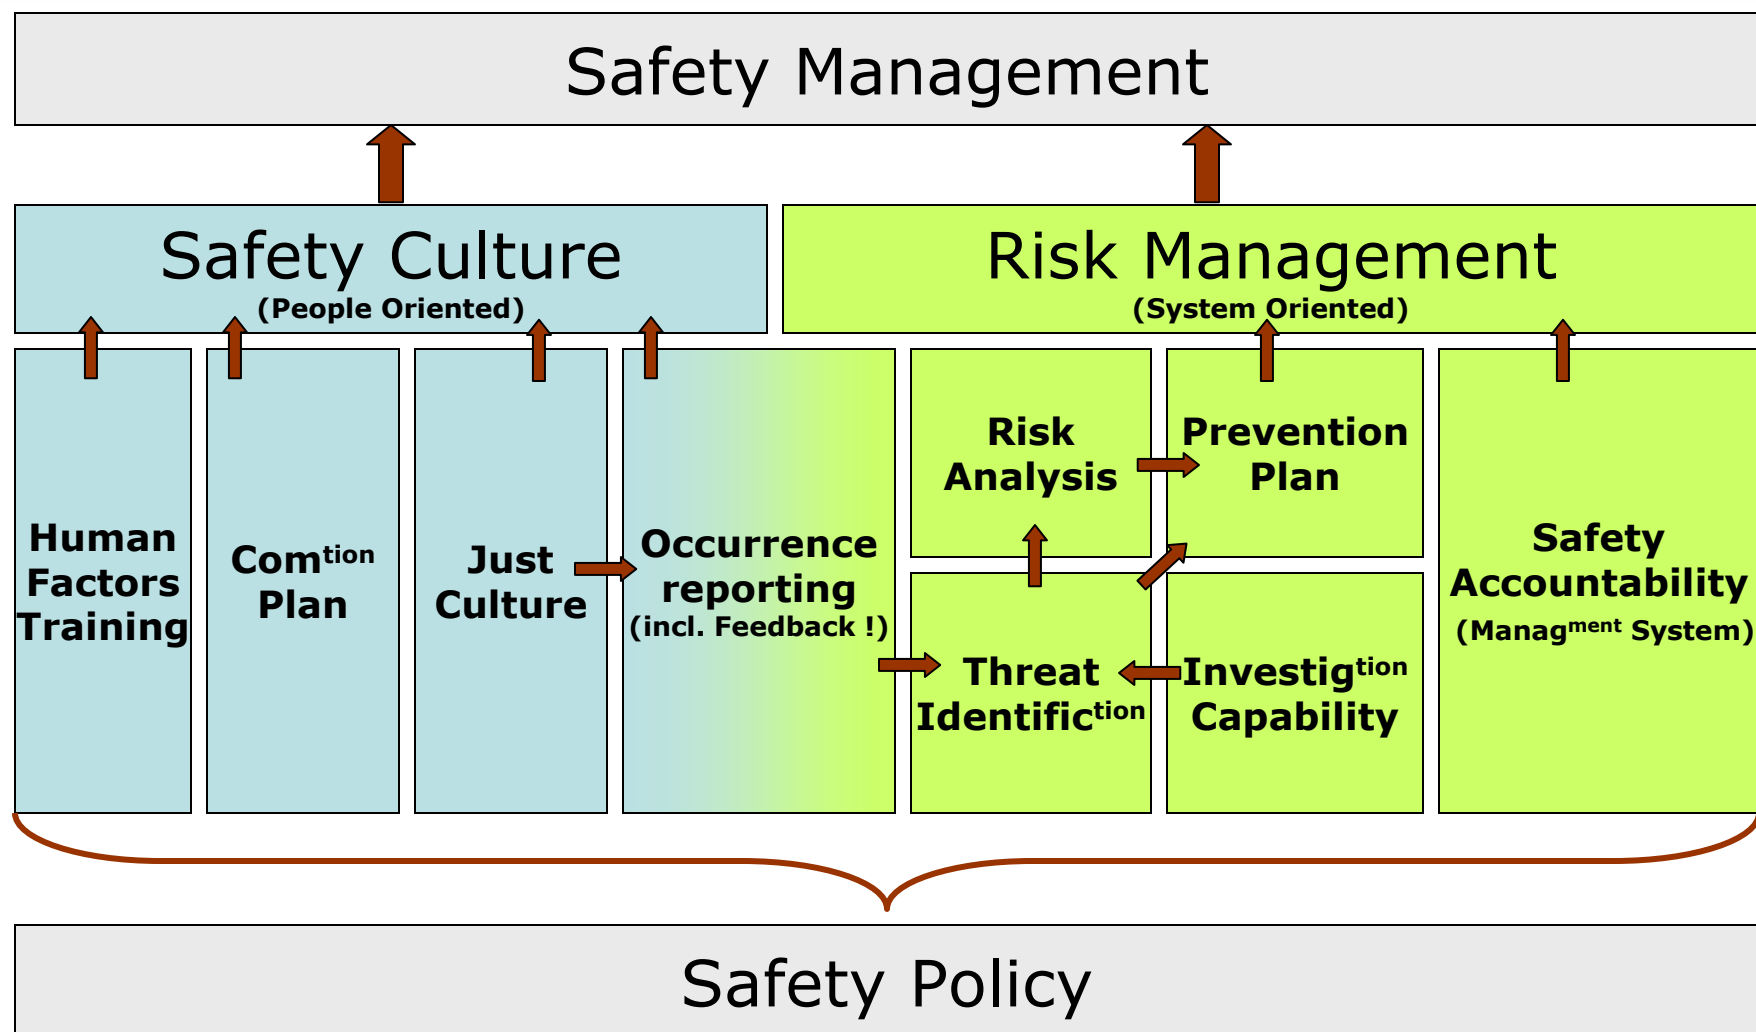 Safety Management
Safety Culture
(People Oriented)
Risk Management
(System Oriented)
Human
Factors
Training
Comtion
Plan
Just
Culture
Occurrence
reporting
(incl. Feedback !)
Risk
Analysis
Prevention
Plan
Threat
Identification
Investigtion
Capability
Safety
Accountability
(Managment System)
Safety Policy